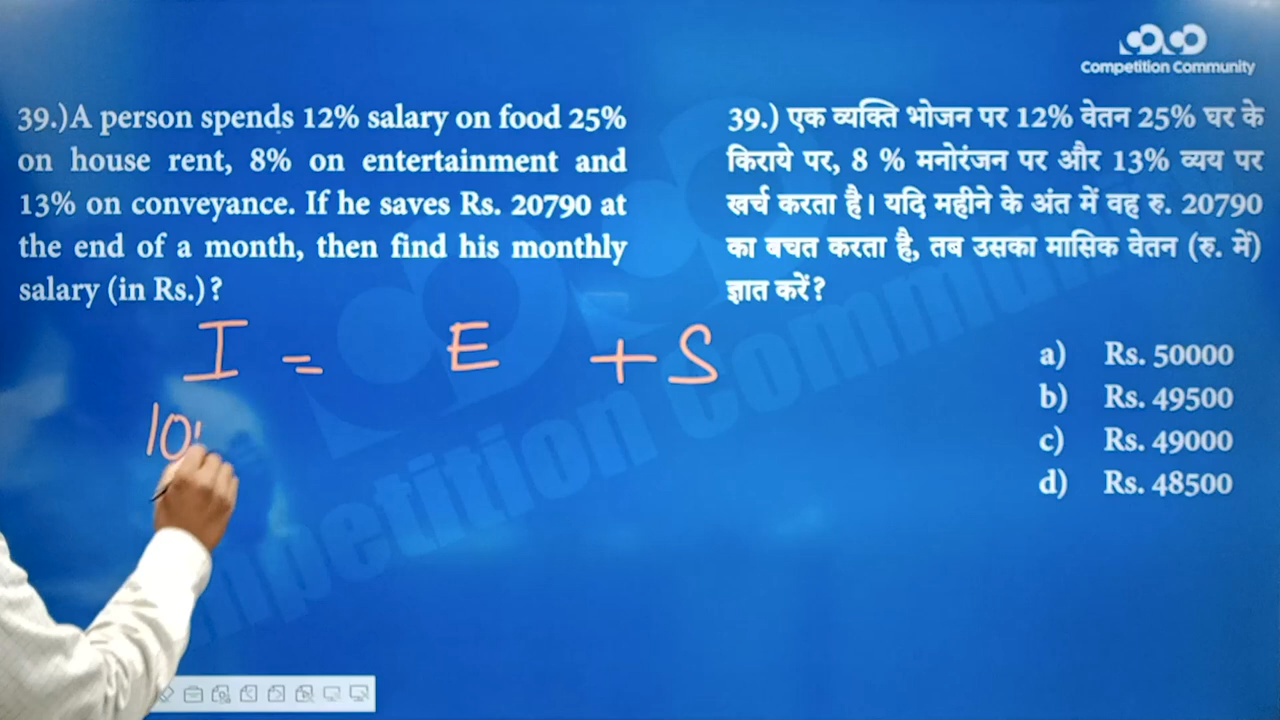 Competition Community
39.)A person spends 12% salary on food 25%
on house rent, 8% on entertainment and
13% on conveyance. If he saves Rs. 20790 at
the end of a month, then find his monthly
salary (in Rs.)?
39.) एक व्यक्ति भोजन पर 12% वेतन 25% घर के
किराये पर, 8 % मनोरंजन पर और 13% व्यय पर
खर्च करता है। यदि महीने के अंत में वह रु. 20790
का बचत करता है, तब उसका मासिक वेतन (रु. में)
ज्ञात करें?
I = E + S
10
a) Rs. 50000
b) Rs. 49500
c) Rs. 49000
d) Rs. 48500